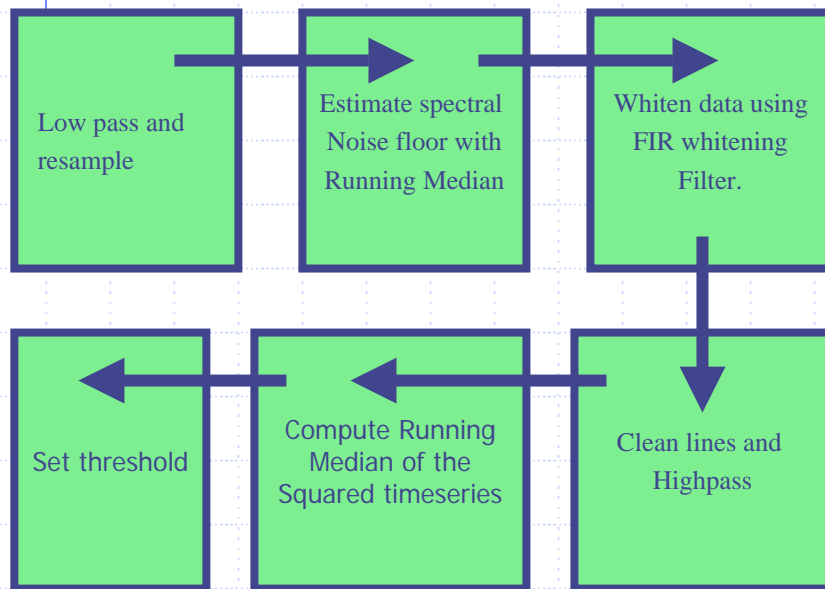 Low pass and
resample
Estimate spectral
Noise floor with
Running Median
Whiten data using
FIR whitening
Filter.
Clean lines and
Highpass
Compute Running
Median of the
Squared timeseries
Set threshold